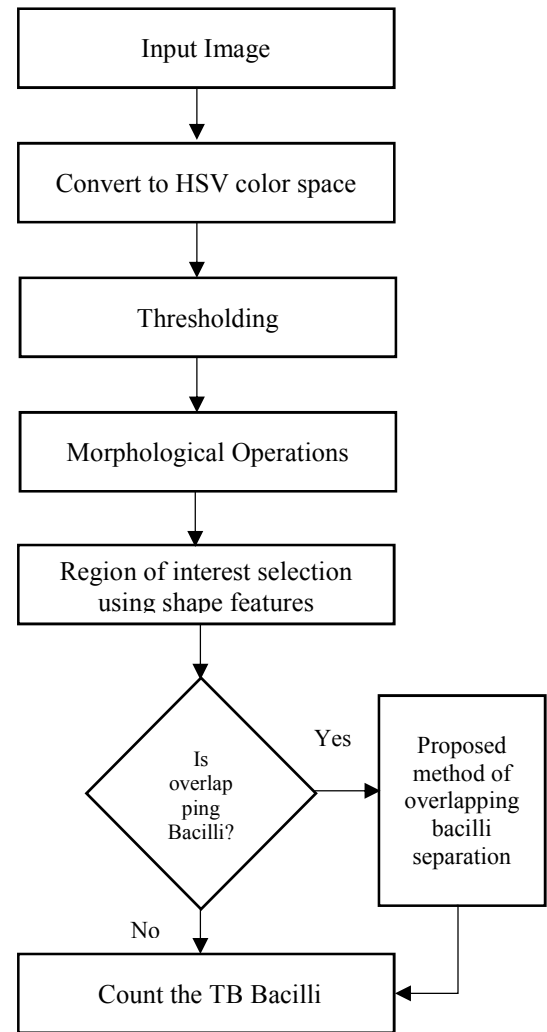 Input Image
Convert to HSV color space
Thresholding
Morphological Operations
Region of interest selection
using shape features
Is
overlap
ping
Bacilli?
Yes
Proposed
method of
overlapping
bacilli
separation
No
Count the TB Bacilli